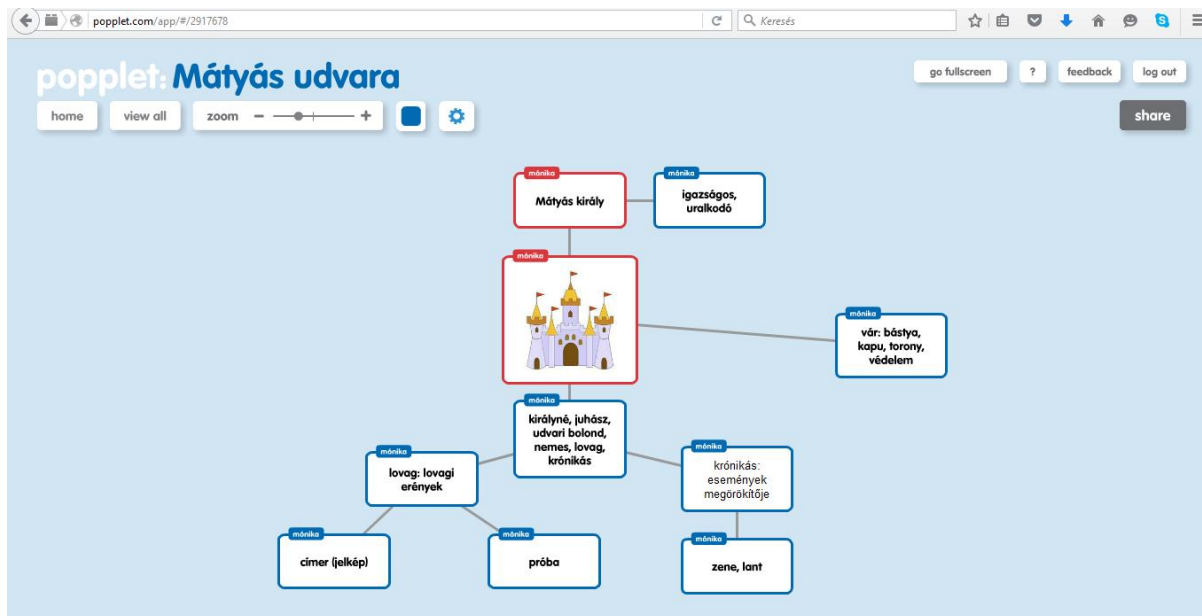 popplet.com/app/#/2917678
Keresés
popplet: Mátyás udvara
go fullscreen
?
feedback
log out
home
view all
zoom
share
mónika
Mátyás király
mónika
igazságos,
uralkodó
mónika
mónika
vár: bástya,
kapu, torony,
védelem
mónika
királyné, juhász,
udvari bolond,
nemes, lovag,
krónikás
mónika
lovag: lovagi
erények
mónika
krónikás:
események
megörökítője
mónika
címer (jelkép)
mónika
próba
mónika
zene, lant